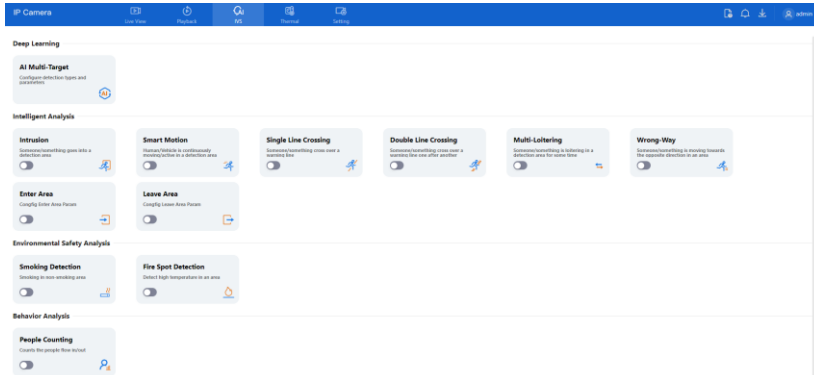 IP Camera
Live View
Playback
IVS
Thermal
Setting
admin
Deep Learning
AI Multi-Target
Configure detection types and
parameters
AI
Intelligent Analysis
Intrusion
Someone/something goes into a
detection area
Smart Motion
Human/Vehicle is continuously
moving/active in a detection area
Single Line Crossing
Someone/something cross over a
warning line
Double Line Crossing
Someone/something cross over a
warning line one after another
Multi-Loitering
Someone/something is loitering in a
detection area for some time
Wrong-Way
Someone/something is moving towards
the opposite direction in an area
Enter Area
Congfig Enter Area Param
Leave Area
Congfig Leave Area Param
Environmental Safety Analysis
Smoking Detection
Smoking in non-smoking area
Fire Spot Detection
Detect high temperature in an area
Behavior Analysis
People Counting
Counts the people flow in/out